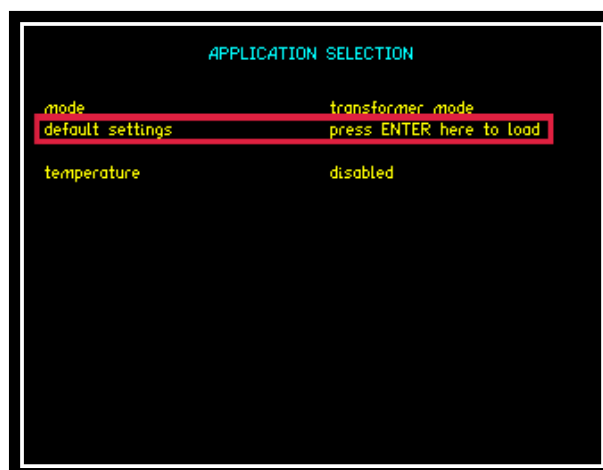 APPLICATION SELECTION
mode transformer mode
default settings press ENTER here to load
temperature disabled